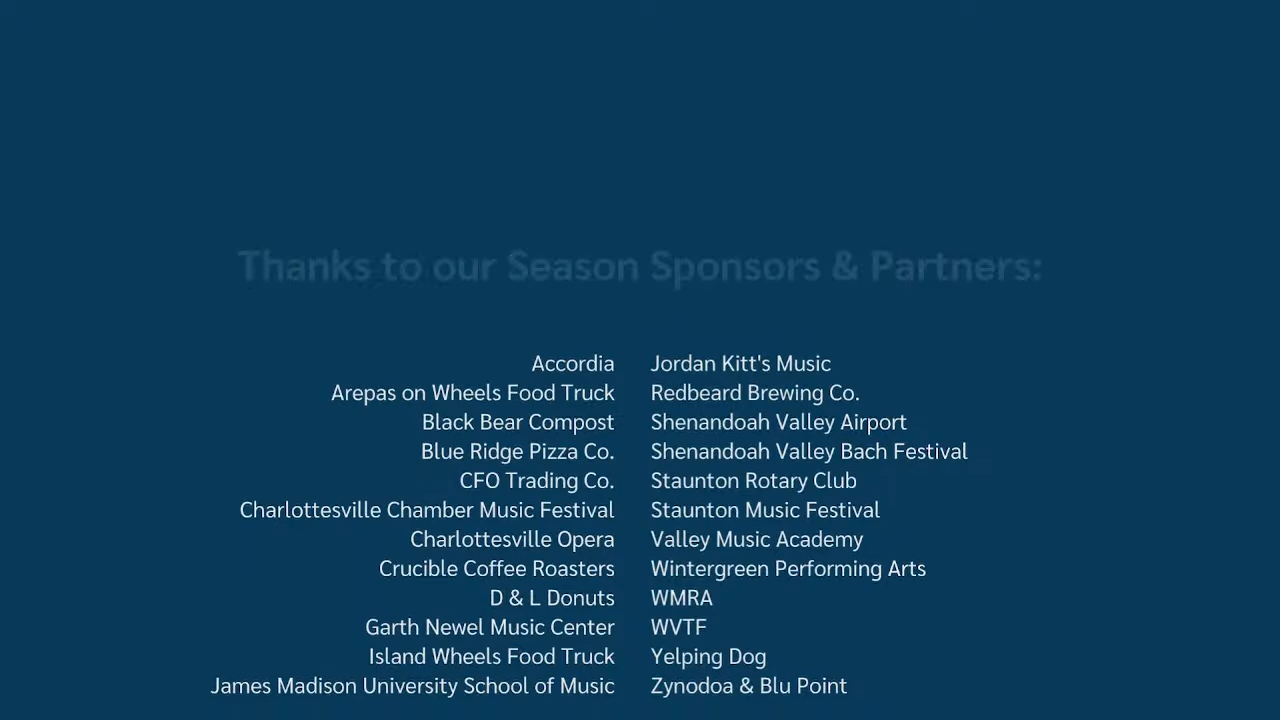 Thanks to our Season Sponsors & Partners:
Accordia
Arepas on Wheels Food Truck
Black Bear Compost
Blue Ridge Pizza Co.
CFO Trading Co.
Charlottesville Chamber Music Festival
Charlottesville Opera
Crucible Coffee Roasters
D & L Donuts
Garth Newel Music Center
Island Wheels Food Truck
James Madison University School of Music
Jordan Kitt's Music
Redbeard Brewing Co.
Shenandoah Valley Airport
Shenandoah Valley Bach Festival
Staunton Rotary Club
Staunton Music Festival
Valley Music Academy
Wintergreen Performing Arts
WMRA
WVTF
Yelping Dog
Zynodoa & Blu Point